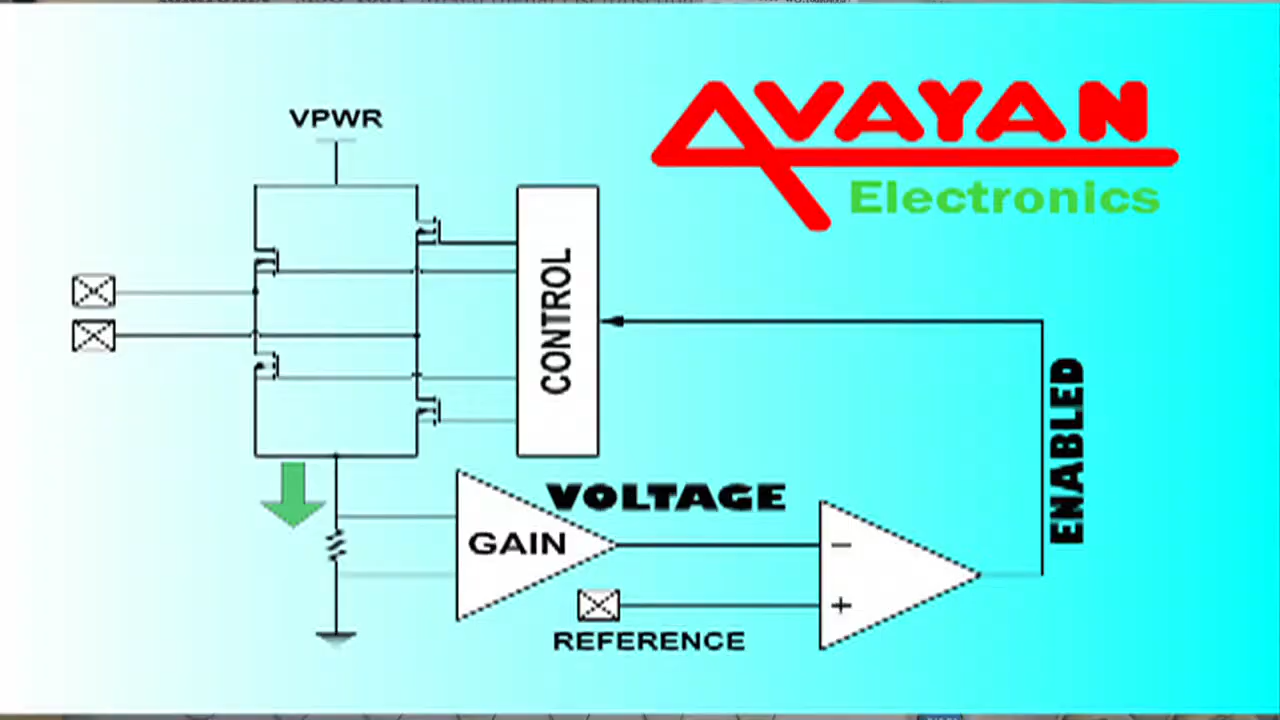 VPWR
AVAYAN
Electronics
CONTROL
ENABLED
VOLTAGE
GAIN
−
+
REFERENCE